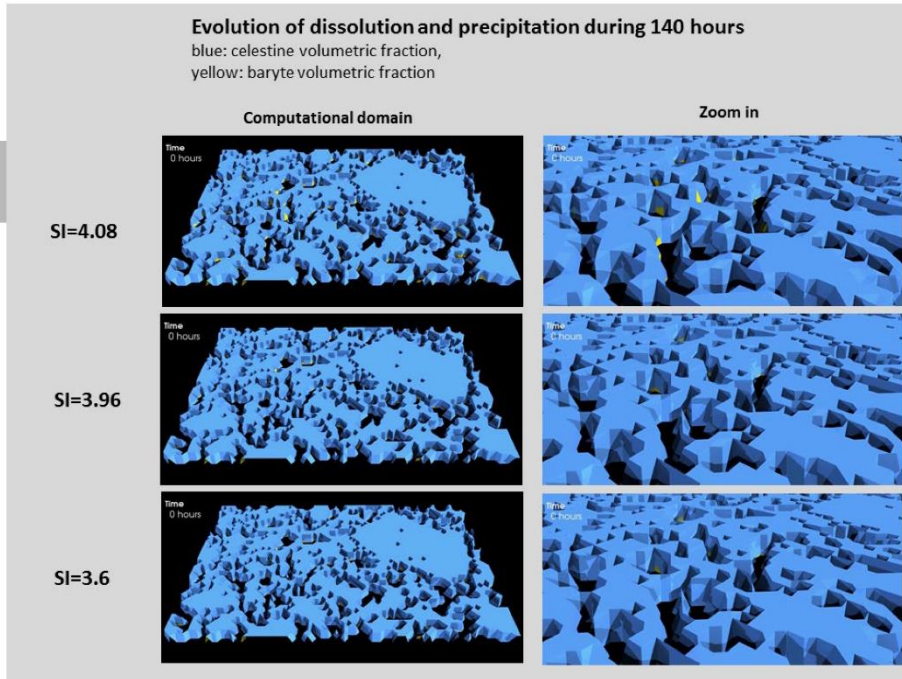 Evolution of dissolution and precipitation during 140 hours
blue: celestine volumetric fraction,
yellow: baryte volumetric fraction
Computational domain
Zoom in
SI=4.08
Time
0 hours
Time
0 hours
SI=3.96
Time
0 hours
Time
0 hours
SI=3.6
Time
0 hours
Time
0 hours